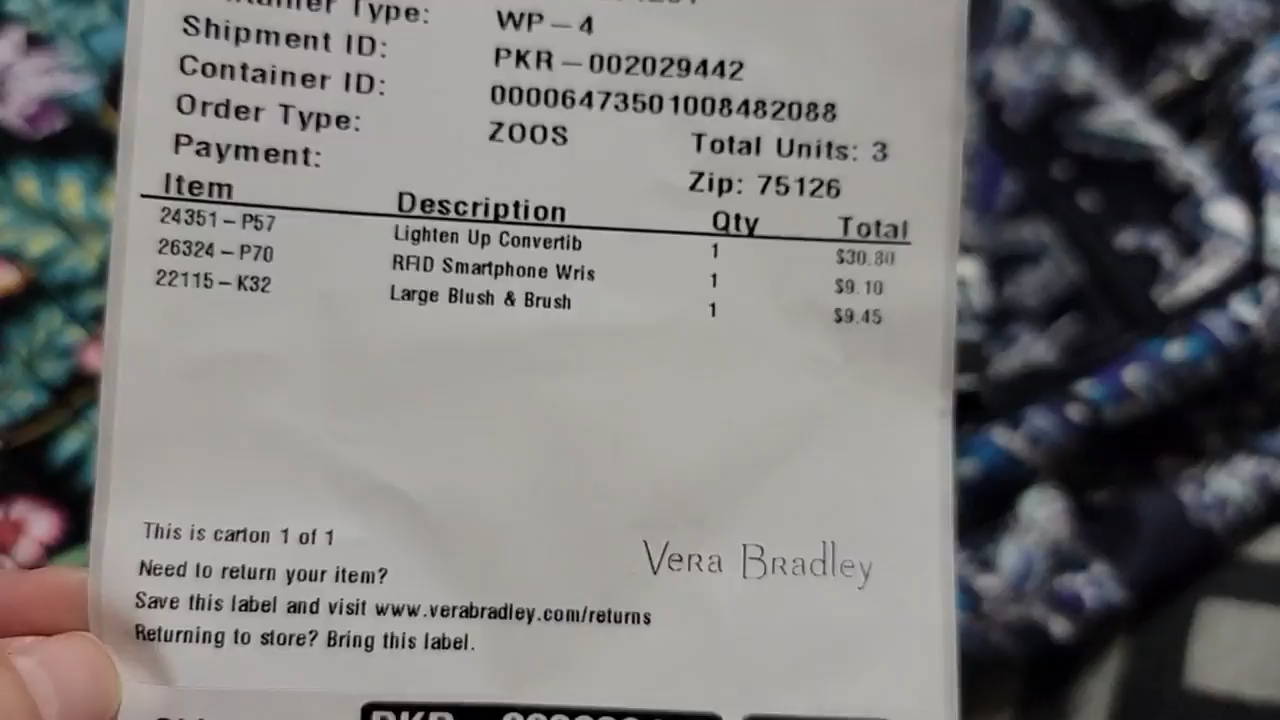 Type:
WP-4
Shipment ID:
PKR-002029442
Container ID:
00006473501008482088
Order Type:
ZOOS
Total Units: 3
Payment:
Zip: 75126
Item Description Qty Total
24351-P57 Lighten Up Convertib 1 $30.80
26324-P70 RFID Smartphone Wris 1 $9.10
22115-K32 Large Blush & Brush 1 $9.45
This is carton 1 of 1
Vera Bradley
Need to return your item?
Save this label and visit www.verabradley.com/returns
Returning to store? Bring this label.